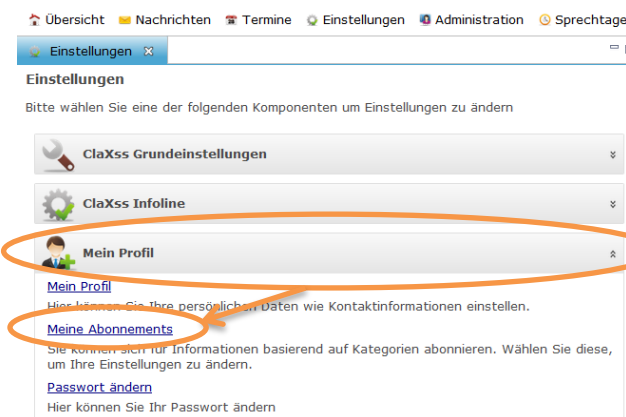 Übersicht Nachrichten Termine Einstellungen Administration Sprechtage
Einstellungen
Einstellungen
Bitte wählen Sie eine der folgenden Komponenten um Einstellungen zu ändern
ClaXss Grundeinstellungen
ClaXss Infoline
Mein Profil
Mein Profil
Hier können Sie Ihre persönlichen Daten wie Kontaktinformationen einstellen.
Meine Abonnements
Sie können sich für Informationen basierend auf Kategorien abonnieren. Wählen Sie diese,
um Ihre Einstellungen zu ändern.
Passwort ändern
Hier können Sie Ihr Passwort ändern